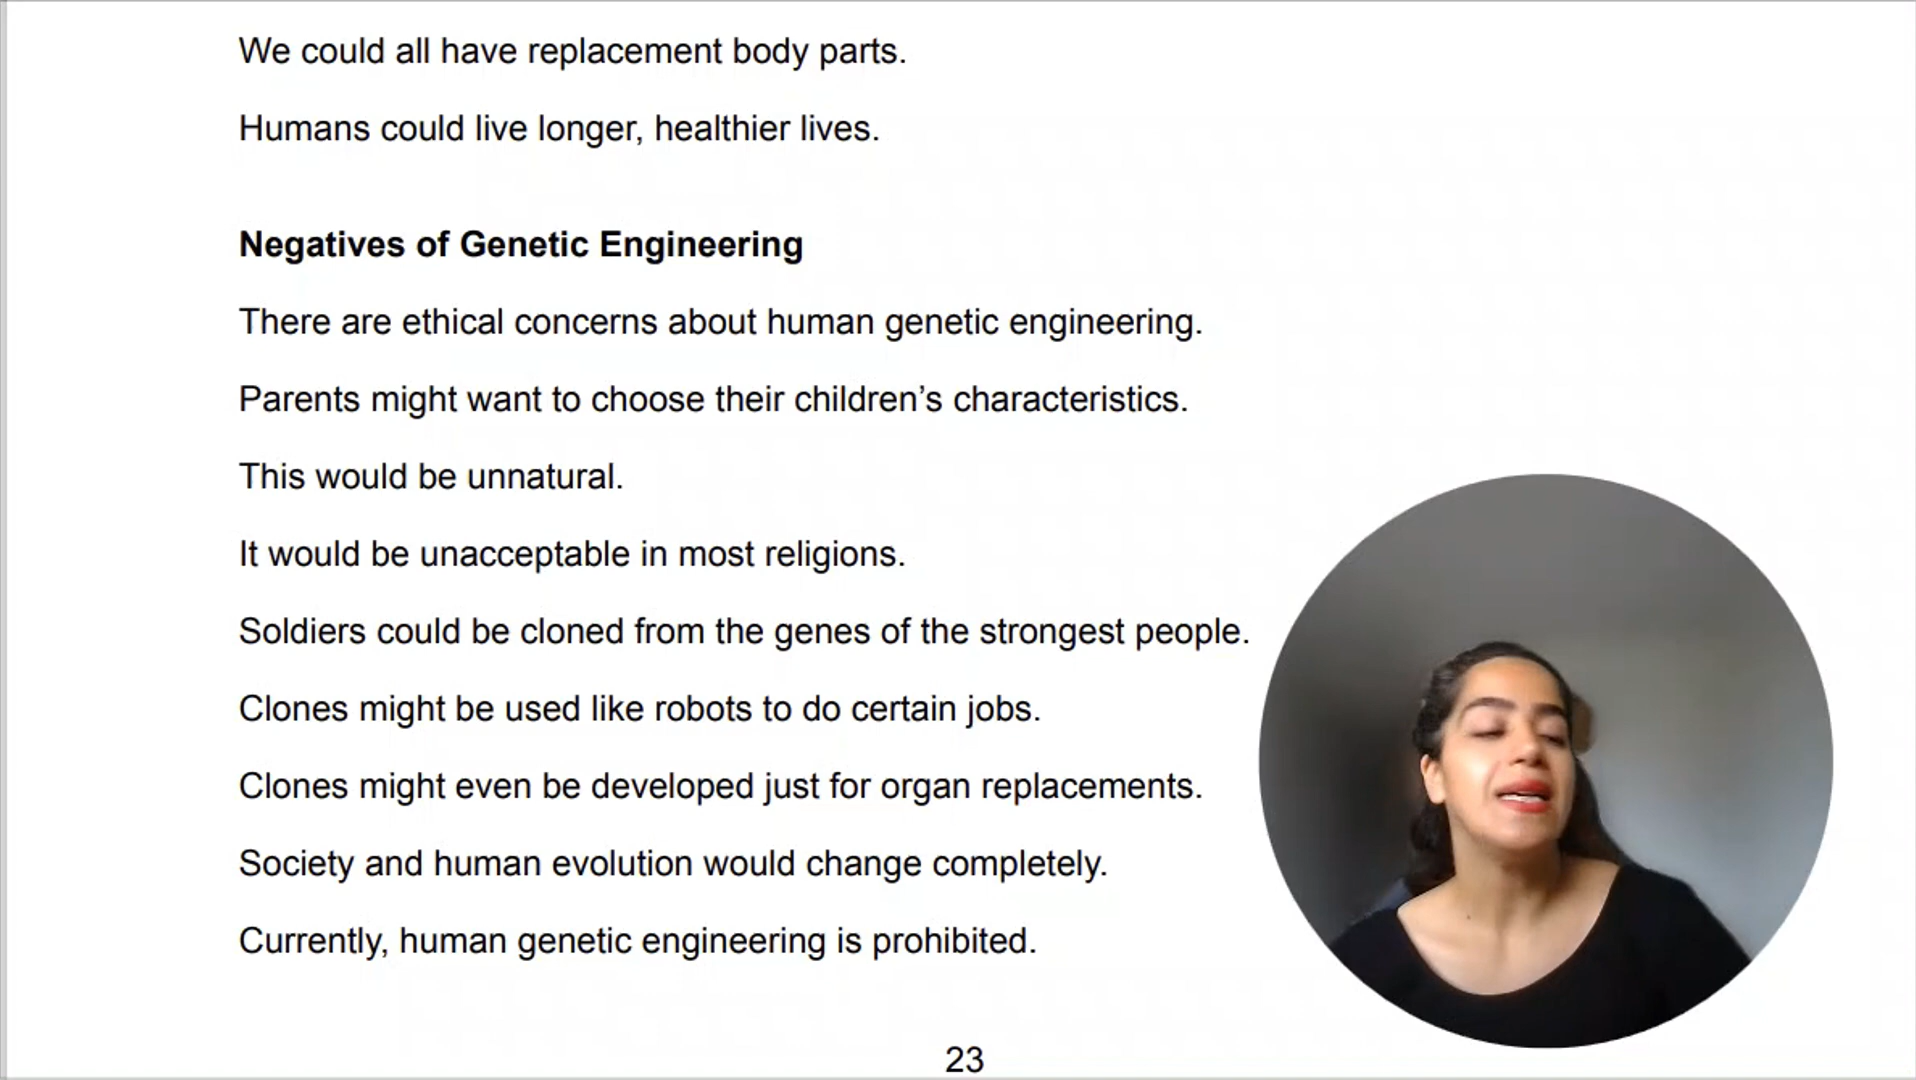 We could all have replacement body parts.
Humans could live longer, healthier lives.
Negatives of Genetic Engineering
There are ethical concerns about human genetic engineering.
Parents might want to choose their children’s characteristics.
This would be unnatural.
It would be unacceptable in most religions.
Soldiers could be cloned from the genes of the strongest people.
Clones might be used like robots to do certain jobs.
Clones might even be developed just for organ replacements.
Society and human evolution would change completely.
Currently, human genetic engineering is prohibited.
23